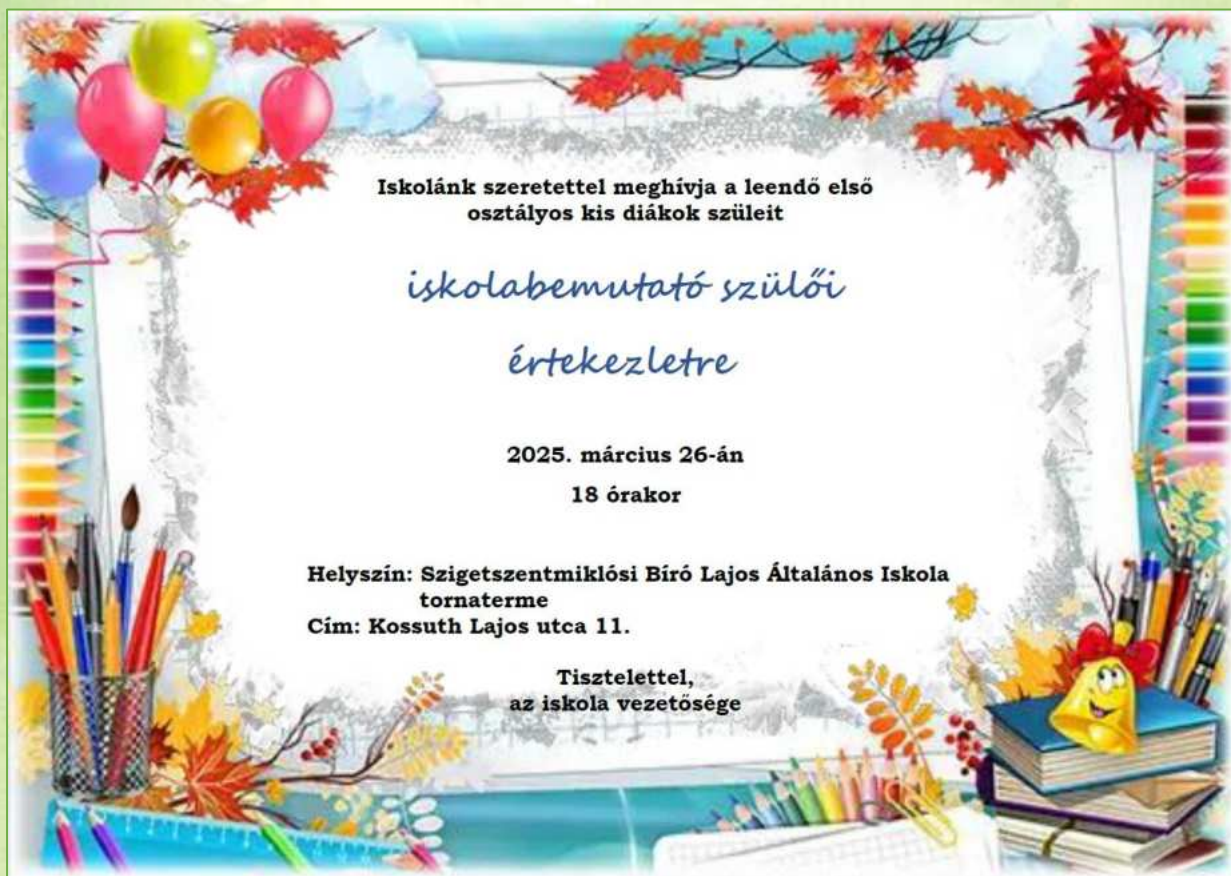 Iskolánk szeretettel meghívja a leendő első
osztályos kis diákok szüleit
iskolabemutató szülői
értekezletre
2025. március 26-án
18 órakor
Helyszín: Szigetszentmiklósi Bíró Lajos Általános Iskola
tornaterme
Cím: Kossuth Lajos utca 11.
Tisztelettel,
az iskola vezetősége